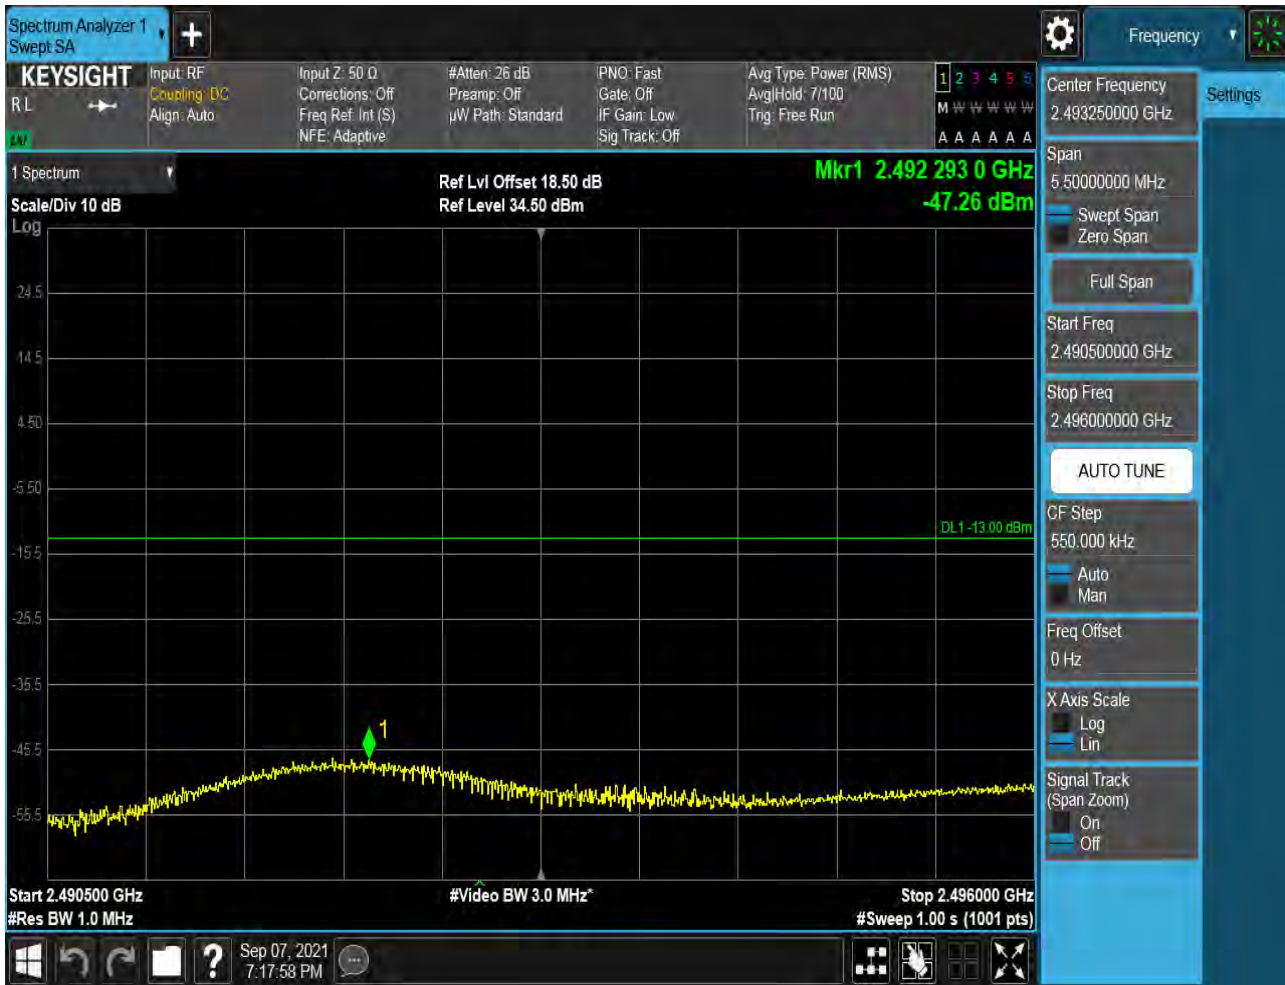 Spectrum Analyzer 1
Swept SA
Frequency
KEYSIGHT
R L
LXI
Input: RF
Coupling: DC
Align: Auto
Input Z: 50 Ω
Corrections: Off
Freq Ref: Int (S)
NFE: Adaptive
#Atten: 26 dB
Preamp: Off
µW Path: Standard
PNO: Fast
Gate: Off
IF Gain: Low
Sig Track: Off
Avg Type: Power (RMS)
Avg|Hold: 7/100
Trig: Free Run
1 2 3 4 5 6
M W W W W W
A A A A A A
1 Spectrum
Scale/Div 10 dB
Ref Lvl Offset 18.50 dB
Ref Level 34.50 dBm
Mkr1 2.492 293 0 GHz
-47.26 dBm
Log
24.5
14.5
4.50
-5.50
-15.5
-25.5
-35.5
-45.5
-55.5
DL1 -13.00 dBm
1
Start 2.490500 GHz
#Res BW 1.0 MHz
#Video BW 3.0 MHz*
Stop 2.496000 GHz
#Sweep 1.00 s (1001 pts)
Center Frequency
2.493250000 GHz
Settings
Span
5.50000000 MHz
Swept Span
Zero Span
Full Span
Start Freq
2.490500000 GHz
Stop Freq
2.496000000 GHz
AUTO TUNE
CF Step
550.000 kHz
Auto
Man
Freq Offset
0 Hz
X Axis Scale
Log
Lin
Signal Track
(Span Zoom)
On
Off
?
Sep 07, 2021
7:17:58 PM